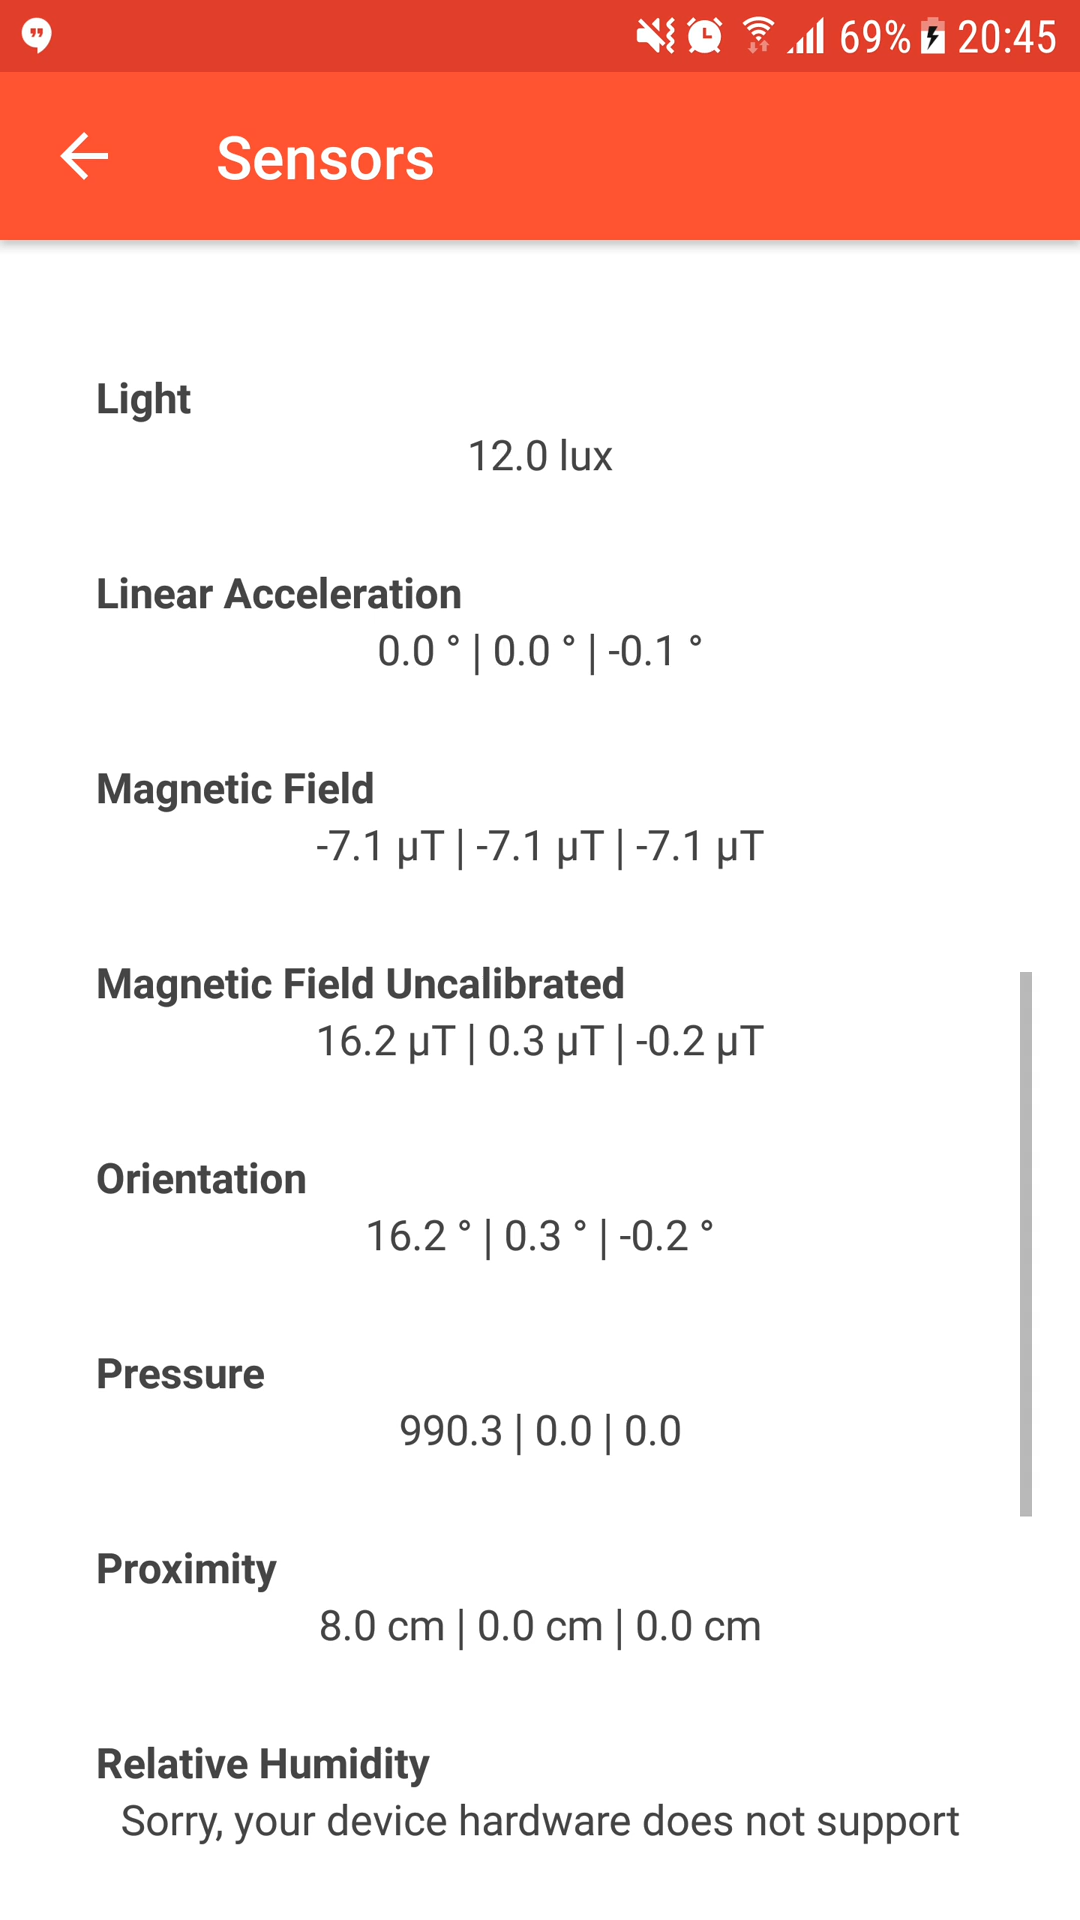 69% 20:45
Sensors
Light
12.0 lux
Linear Acceleration
0.0 ° | 0.0 ° | -0.1 °
Magnetic Field
-7.1 µT | -7.1 µT | -7.1 µT
Magnetic Field Uncalibrated
16.2 µT | 0.3 µT | -0.2 µT
Orientation
16.2 ° | 0.3 ° | -0.2 °
Pressure
990.3 | 0.0 | 0.0
Proximity
8.0 cm | 0.0 cm | 0.0 cm
Relative Humidity
Sorry, your device hardware does not support